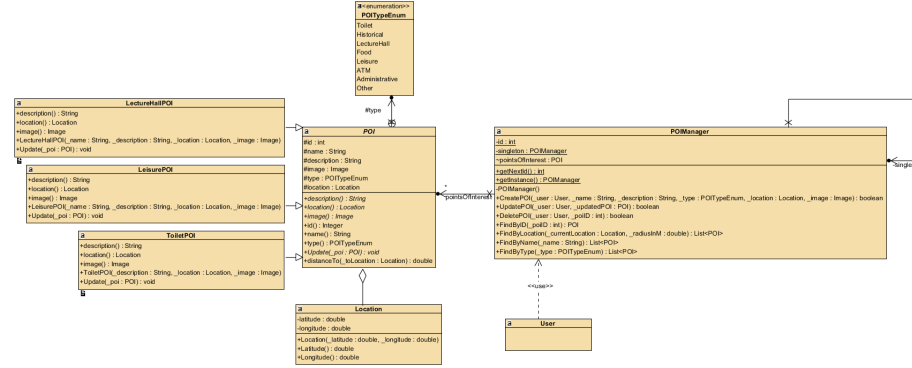 <<enumeration>>
POITypeEnum
Toilet
Historical
LectureHall
Food
Leisure
ATM
Administrative
Other
#type
LectureHallPOI
+description() : String
+location() : Location
+image() : Image
+LectureHallPOI(_name : String, _description : String, _location : Location, _image : Image)
+Update(_poi : POI) : void
LeisurePOI
+description() : String
+location() : Location
+image() : Image
+LeisurePOI(_name : String, _description : String, _location : Location, _image : Image)
+Update(_poi : POI) : void
ToiletPOI
+description() : String
+location() : Location
+image() : Image
+ToiletPOI(_description : String, _location : Location, _image : Image)
+Update(_poi : POI) : void
POI
#id : int
#name : String
#description : String
#image : Image
#type : POITypeEnum
#location : Location
+description() : String
+location() : Location
+image() : Image
+id() : Integer
+name() : String
+type() : POITypeEnum
+Update(_poi : POI) : void
+distanceTo(_toLocation : Location) : double
*
~pointsOfInterest
POIManager
-id : int
-singleton : POIManager
~pointsOfInterest : POI
+getNextId() : int
+getInstance() : POIManager
-POIManager()
+CreatePOI(_user : User, _name : String, _description : String, _type : POITypeEnum, _location : Location, _image : Image) : boolean
+UpdatePOI(_user : User, _updatedPOI : POI) : boolean
+DeletePOI(_user : User, _poiID : int) : boolean
+FindByID(_poiID : int) : POI
+FindByLocation(_currentLocation : Location, _radiusInM : double) : List<POI>
+FindByName(_name : String) : List<POI>
+FindByType(_type : POITypeEnum) : List<POI>
-single
<<use>>
User
Location
-latitude : double
-longitude : double
+Location(_latitude : double, _longitude : double)
+Latitude() : double
+Longitude() : double